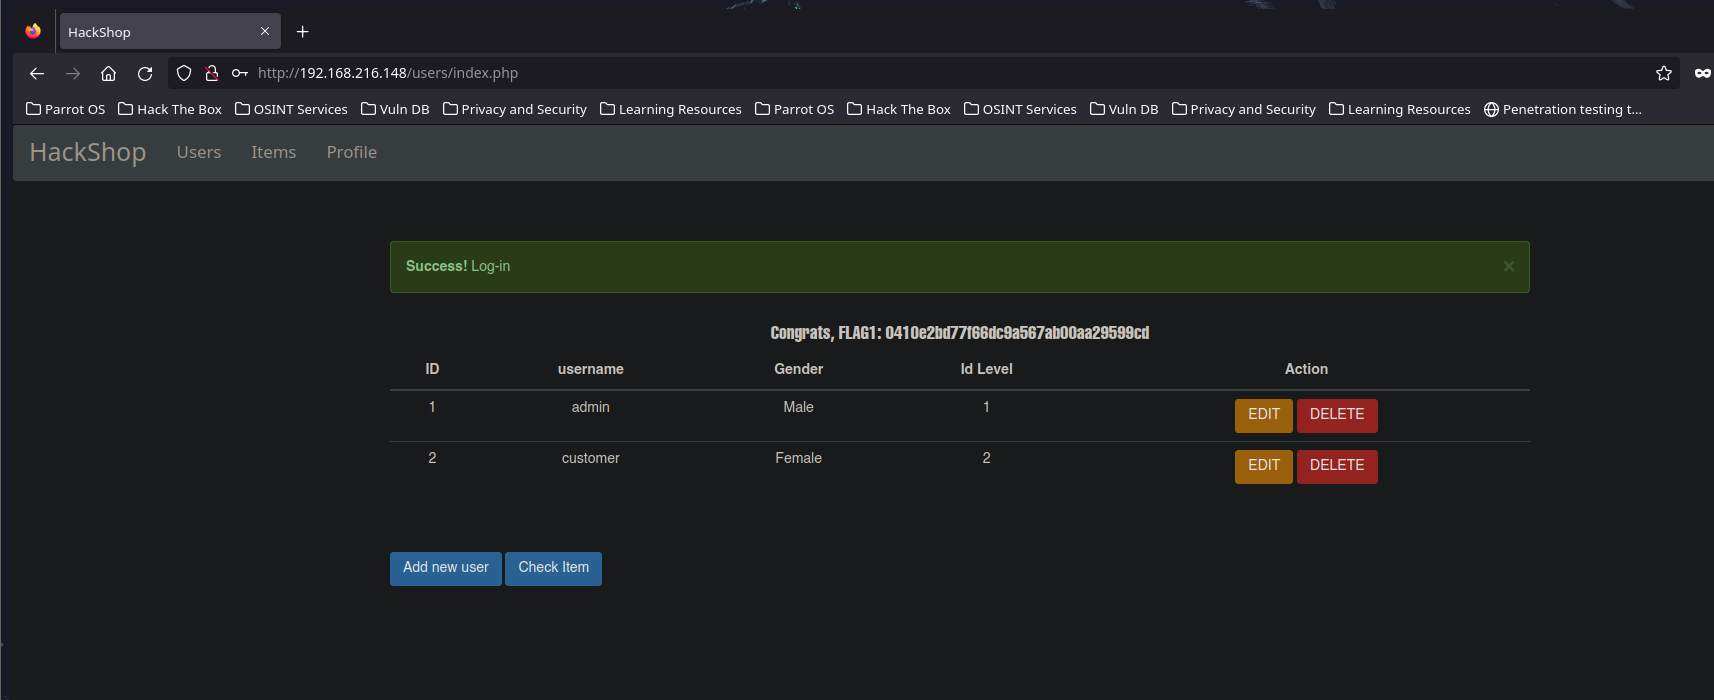 HackShop
http://192.168.216.148/users/index.php
Parrot OS Hack The Box OSINT Services Vuln DB Privacy and Security Learning Resources Parrot OS Hack The Box OSINT Services Vuln DB Privacy and Security Learning Resources Penetration testing t...
HackShop Users Items Profile
Success! Log-in ×
Congrats, FLAG1: 0410e2bd77f66dc9a567ab00aa29599cd
ID username Gender Id Level Action
1 admin Male 1 EDIT DELETE
2 customer Female 2 EDIT DELETE
Add new user Check Item